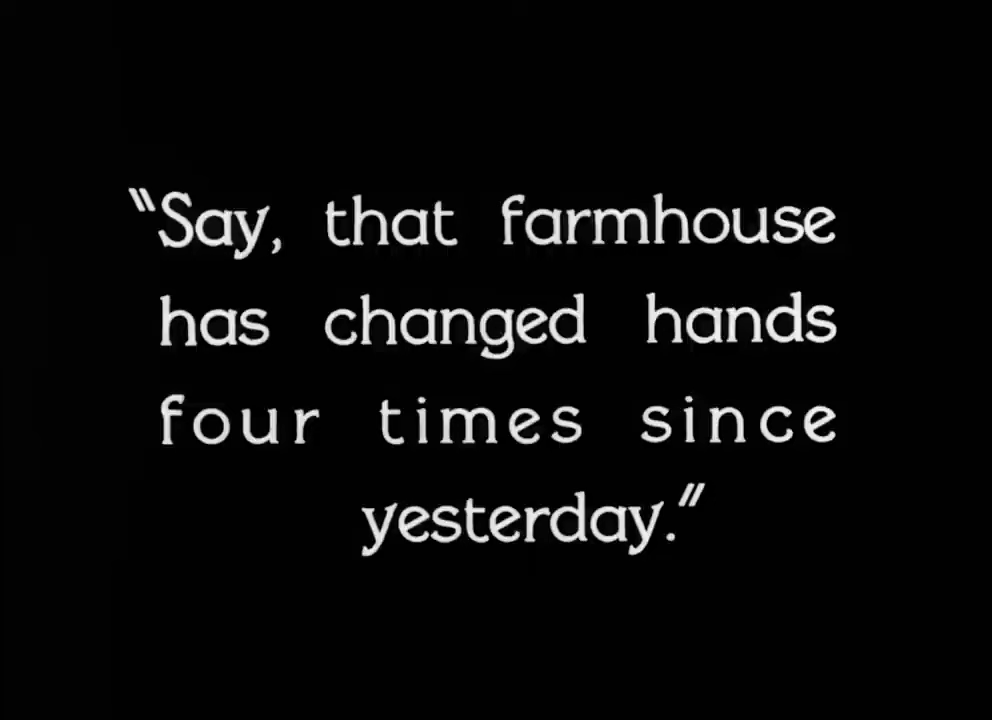 "Say, that farmhouse
has changed hands
four times since
yesterday."